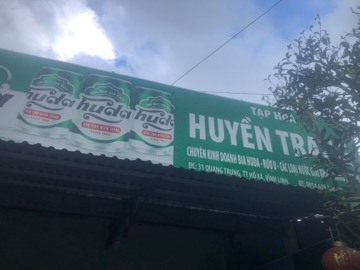 huda huda huda
TẠP HÓA
HUYỀN TRA
CHUYÊN KINH DOANH BIA HUDA - RƯỢU - CÁC LOẠI NƯỚC
ĐC: 31 QUANG TRUNG, TT HỒ XÁ, VĨNH LINH